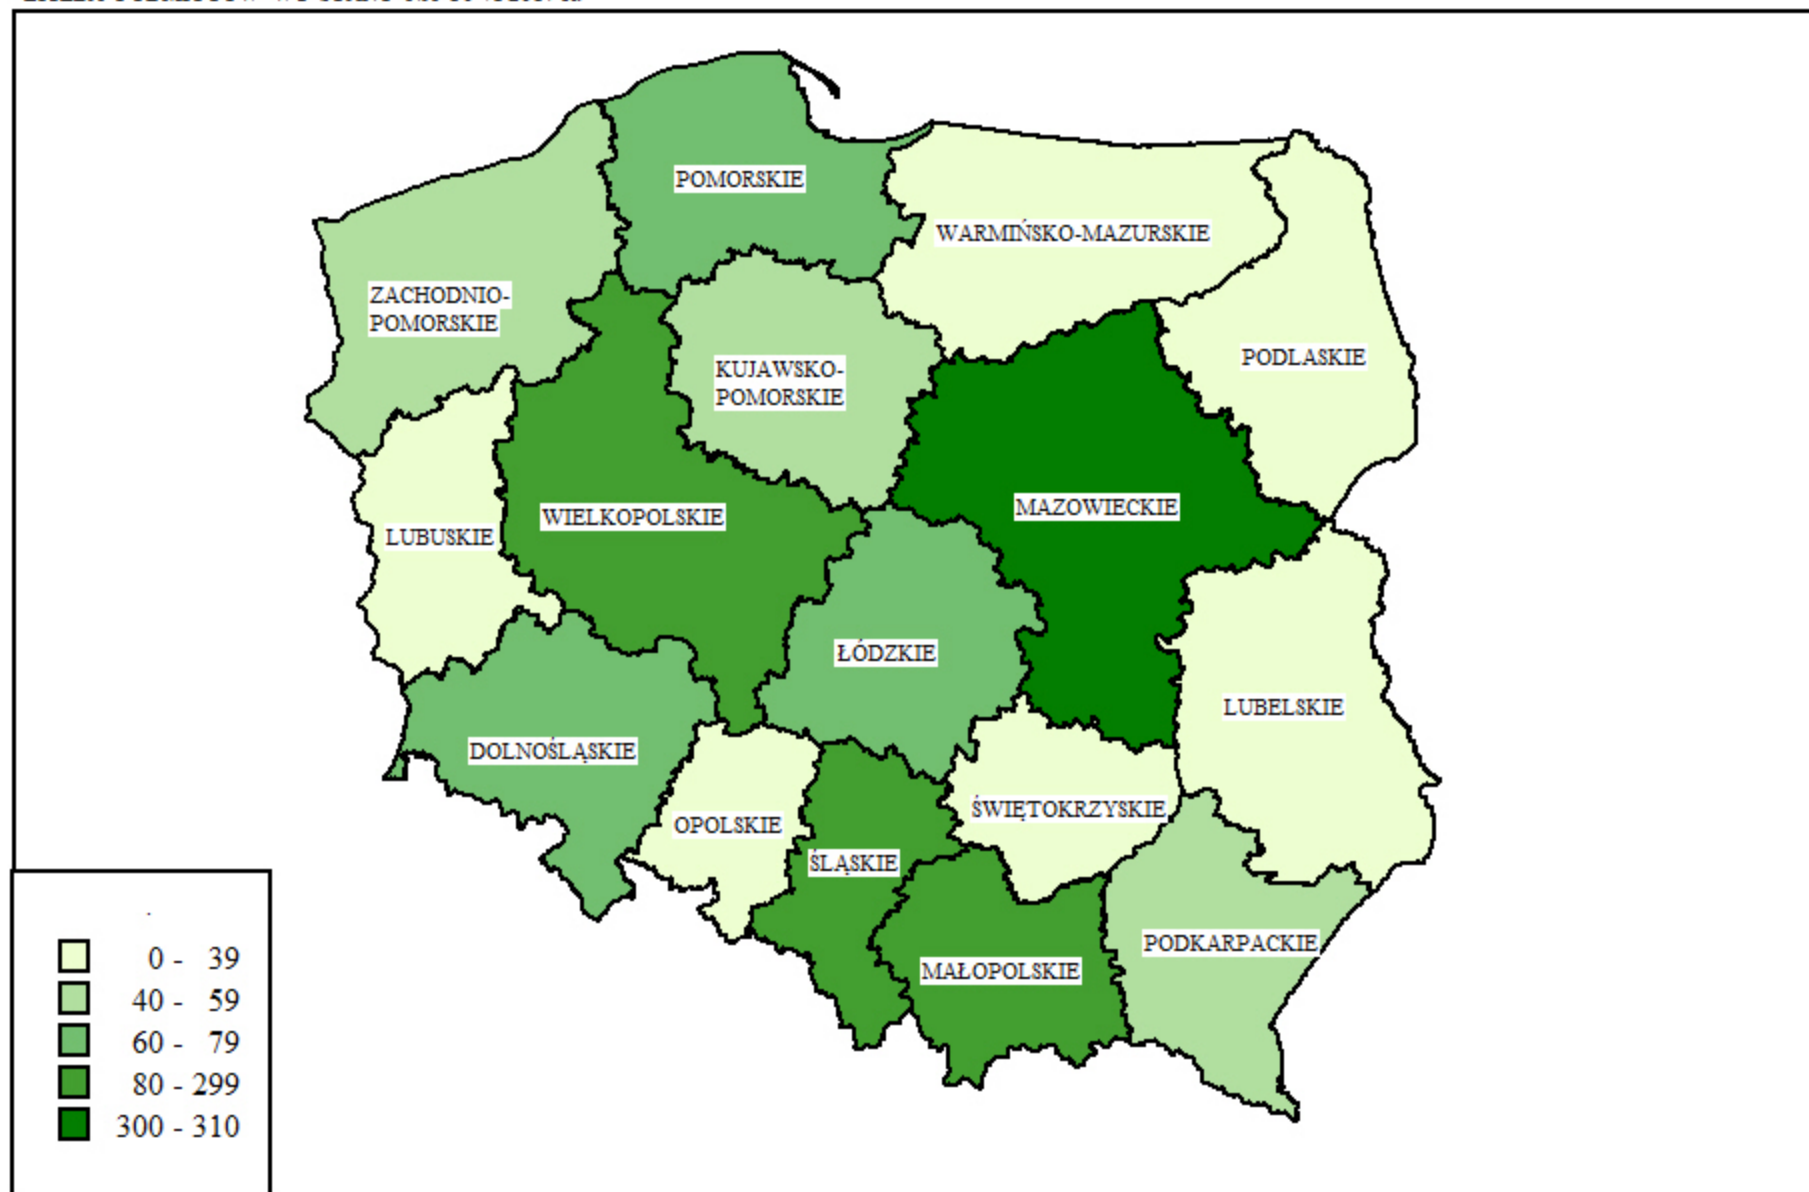 POMORSKIE
WARMIŃSKO-MAZURSKIE
ZACHODNIO-
POMORSKIE
KUJAWSKO-
POMORSKIE
PODLASKIE
MAZOWIECKIE
WIELKOPOLSKIE
LUBUSKIE
ŁÓDZKIE
LUBELSKIE
DOLNOŚLĄSKIE
ŚWIĘTOKRZYSKIE
OPOLSKIE
ŚLĄSKIE
PODKARPACKIE
MAŁOPOLSKIE
0 - 39
40 - 59
60 - 79
80 - 299
300 - 310